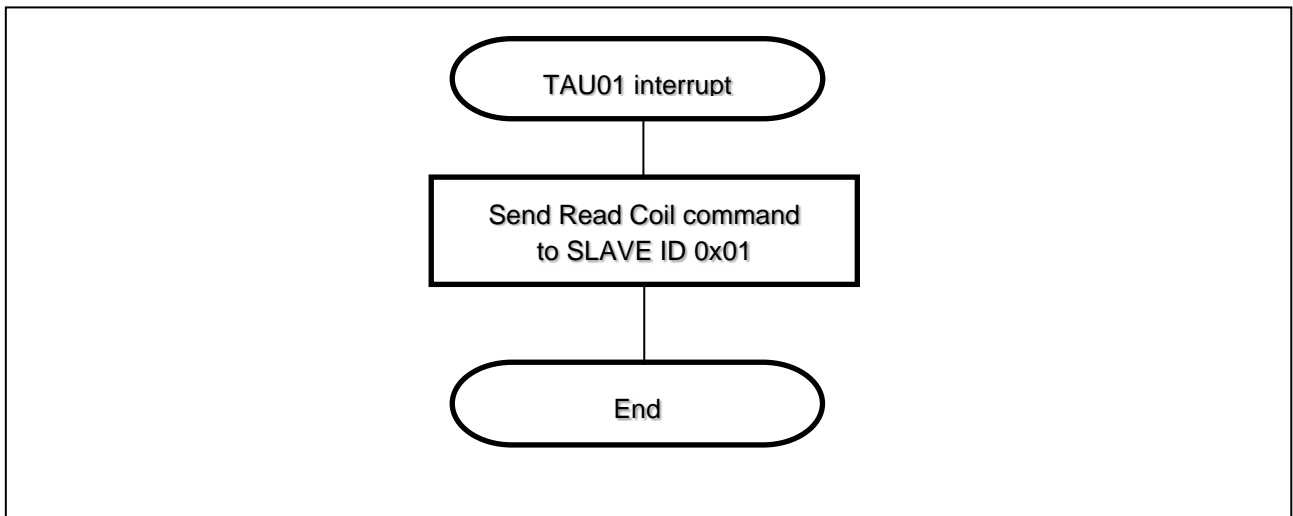 TAU01 interrupt
Send Read Coil command
to SLAVE ID 0x01
End